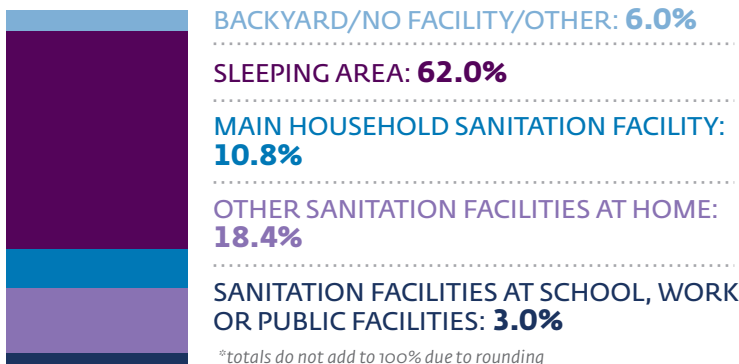 BACKYARD/NO FACILITY/OTHER: 6.0%
SLEEPING AREA: 62.0%
MAIN HOUSEHOLD SANITATION FACILITY:
10.8%
OTHER SANITATION FACILITIES AT HOME:
18.4%
SANITATION FACILITIES AT SCHOOL, WORK
OR PUBLIC FACILITIES: 3.0%
*totals do not add to 100% due to rounding